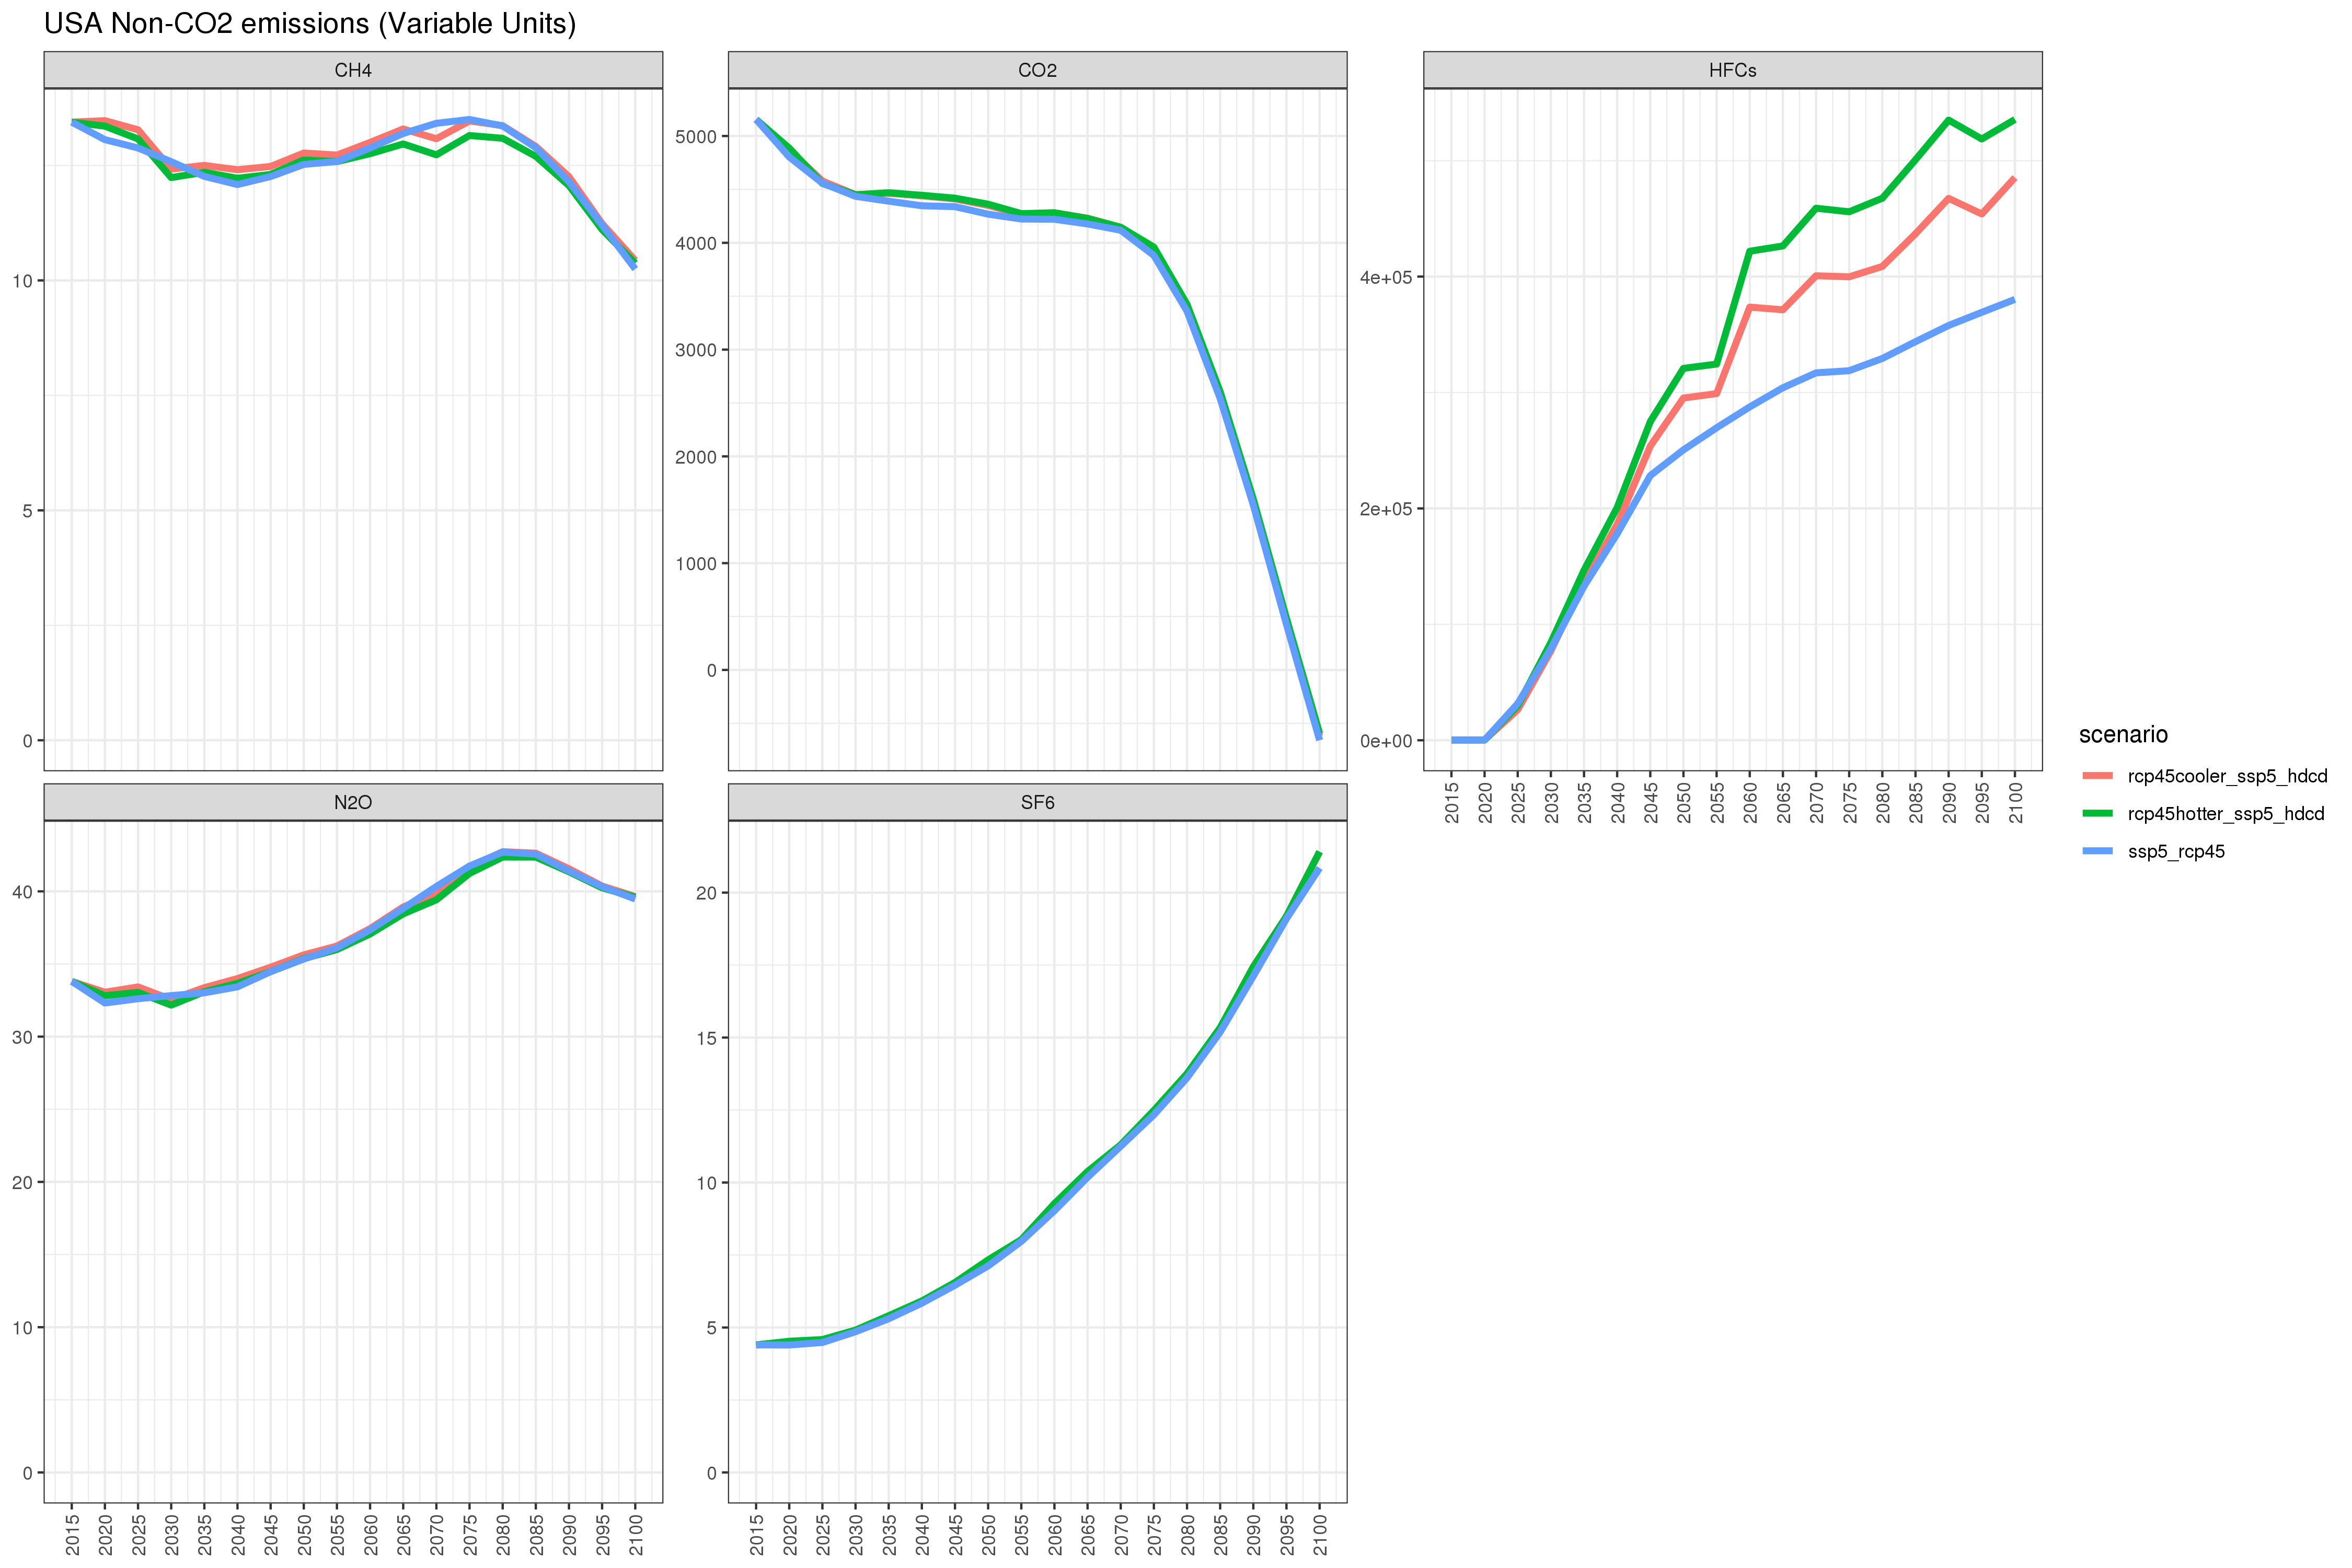 USA Non-CO2 emissions (Variable Units)
CH4
CO2
HFCs
10
5
0
5000
4000
3000
2000
1000
0
4e+05
2e+05
0e+00
2015 2020 2025 2030 2035 2040 2045 2050 2055 2060 2065 2070 2075 2080 2085 2090 2095 2100
scenario
rcp45cooler_ssp5_hdcd
rcp45hotter_ssp5_hdcd
ssp5_rcp45
N2O
SF6
40
30
20
10
0
20
15
10
5
0
2015 2020 2025 2030 2035 2040 2045 2050 2055 2060 2065 2070 2075 2080 2085 2090 2095 2100
2015 2020 2025 2030 2035 2040 2045 2050 2055 2060 2065 2070 2075 2080 2085 2090 2095 2100